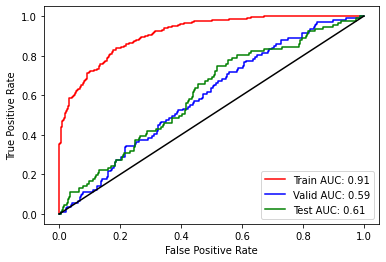 1.0
0.8
0.6
0.4
0.2
0.0
True Positive Rate
Train AUC: 0.91
Valid AUC: 0.59
Test AUC: 0.61
0.0 0.2 0.4 0.6 0.8 1.0
False Positive Rate